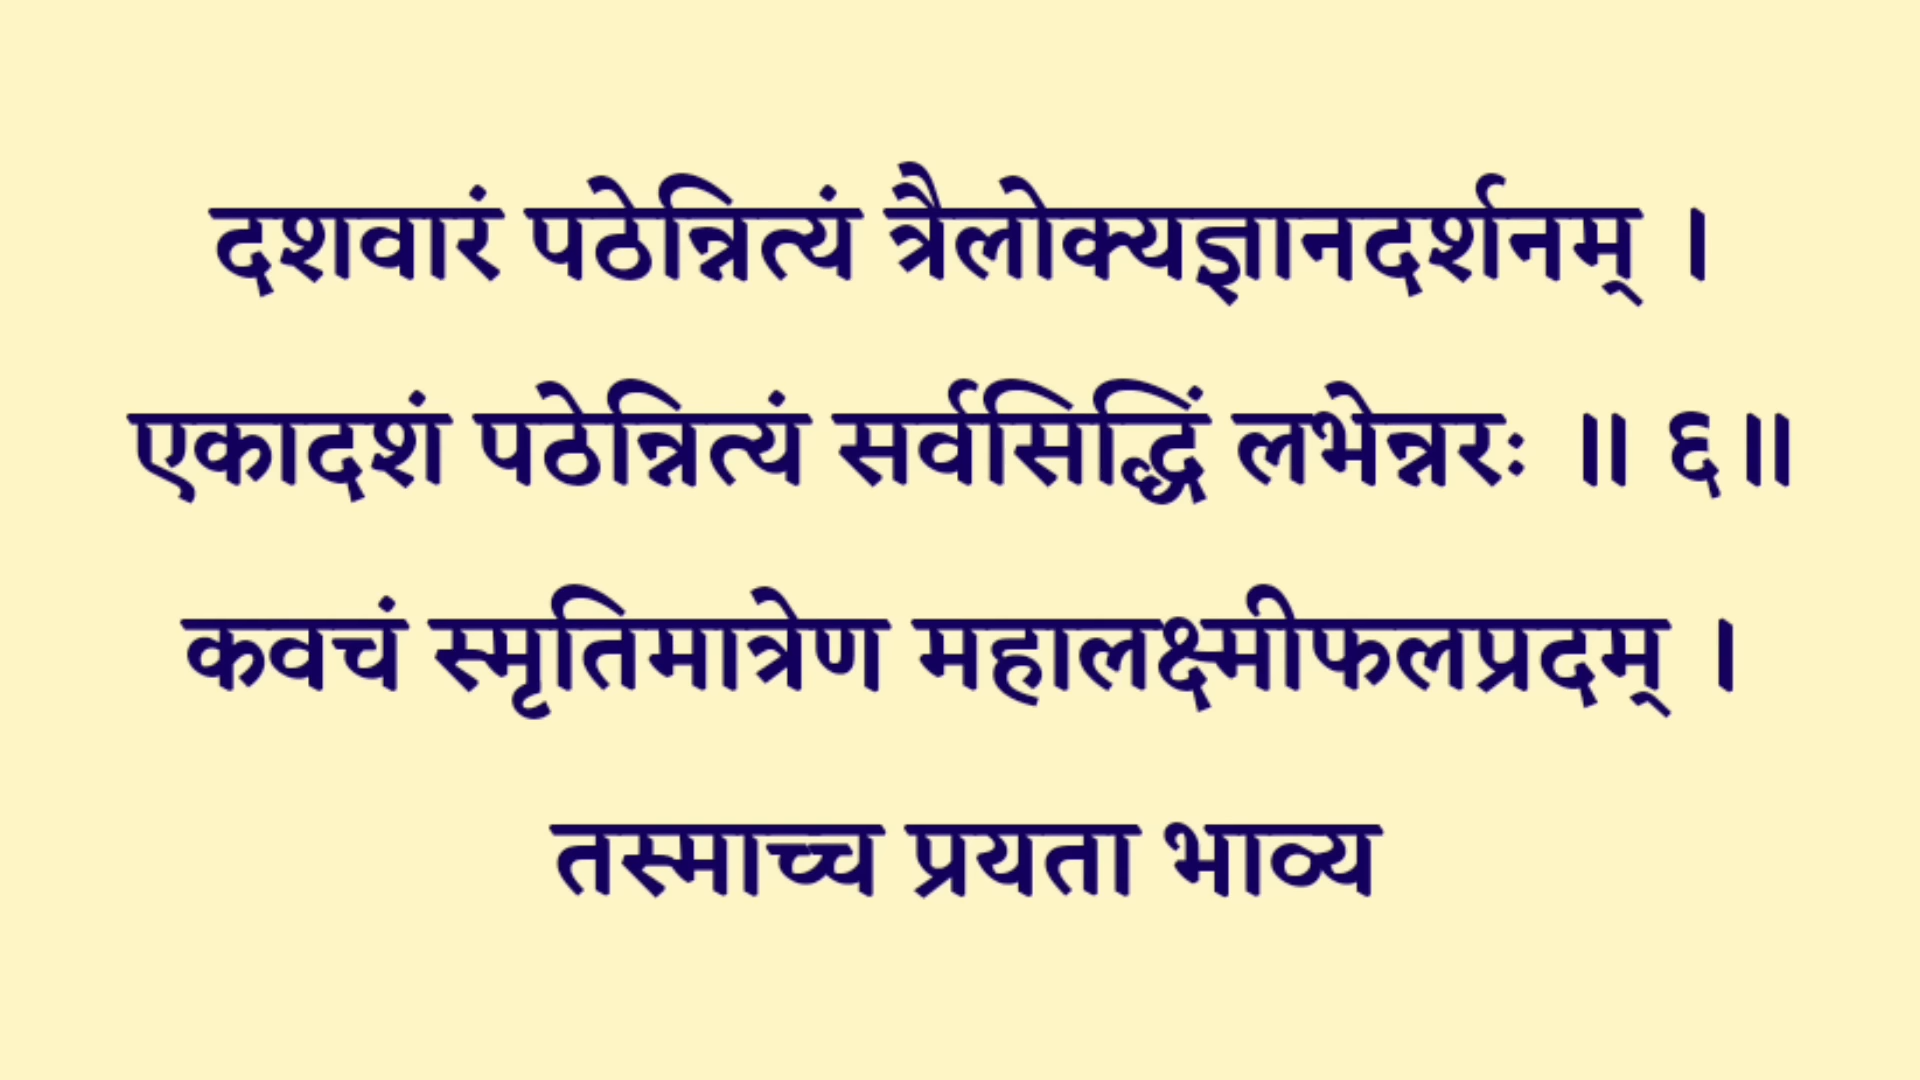 दशवारं पठेन्नित्यं त्रैलोक्यज्ञानदर्शनम् ।
एकादशं पठेन्नित्यं सर्वसिद्धिं लभेन्नरः ॥ ६॥
कवचं स्मृतिमात्रेण महालक्ष्मीफलप्रदम् ।
तस्माच्च प्रयता भाव्य